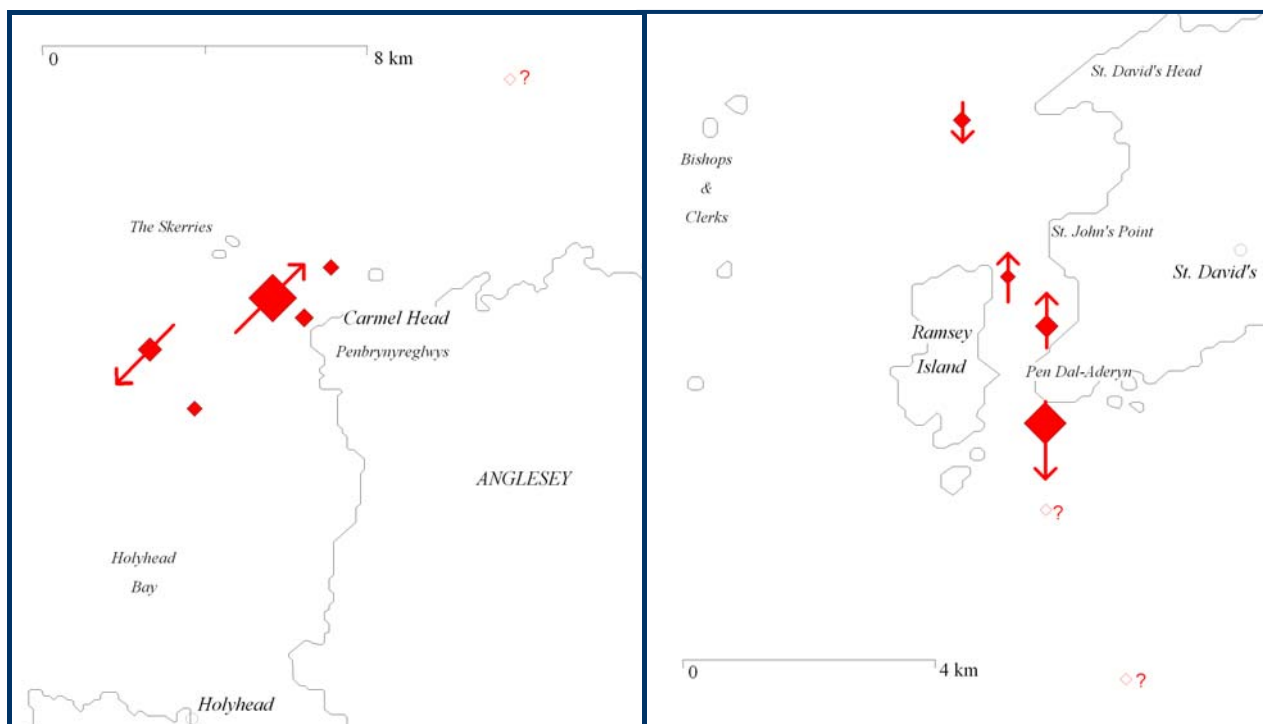 0
8 km
?
The Skerries
Carmel Head
Penbrynyreglwys
ANGLESEY
Holyhead
Bay
Holyhead
St. David's Head
Bishops
&
Clerks
St. John's Point
St. David's
Ramsey
Island
Pen Dal-Aderyn
?
0
4 km
?